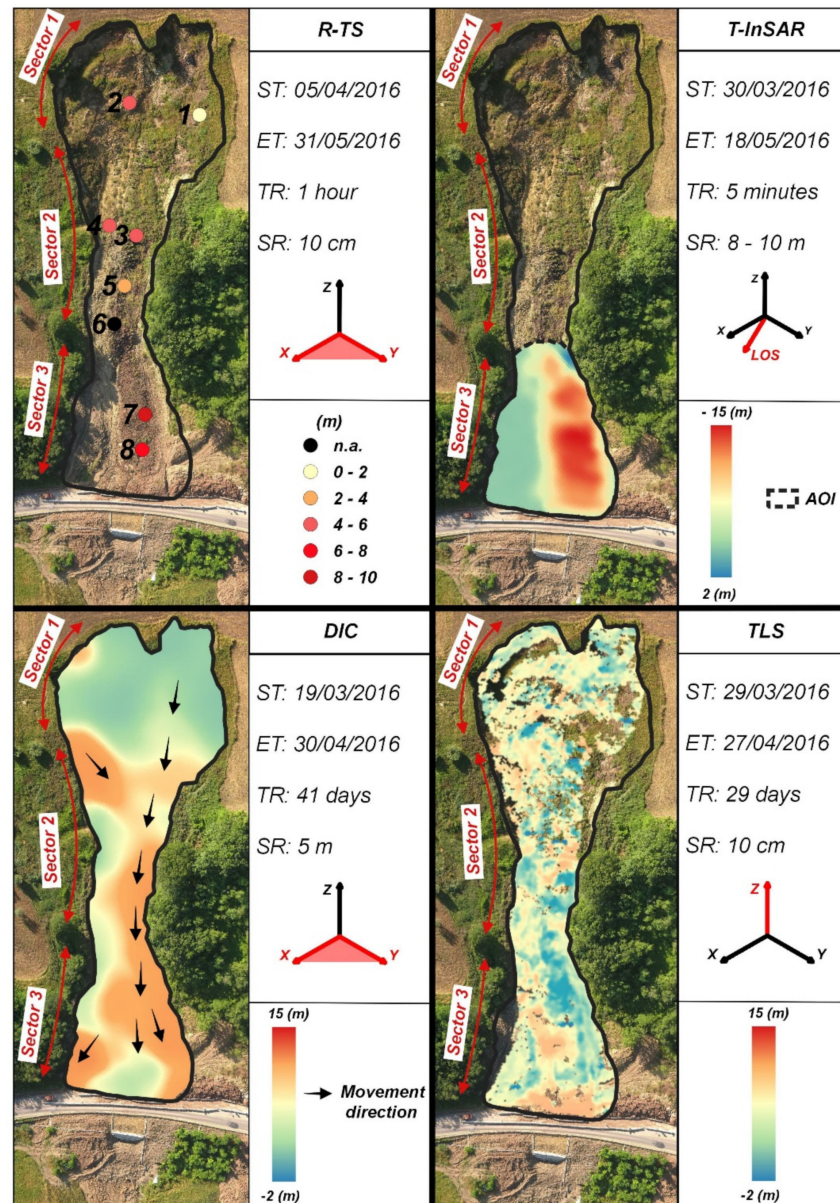 R-TS
Sector 1
Sector 2
Sector 3
1
2
3
4
5
6
7
8
ST: 05/04/2016
ET: 31/05/2016
TR: 1 hour
SR: 10 cm
Z
X
Y
(m)
n.a.
0 - 2
2 - 4
4 - 6
6 - 8
8 - 10
T-InSAR
Sector 1
Sector 2
Sector 3
ST: 30/03/2016
ET: 18/05/2016
TR: 5 minutes
SR: 8 - 10 m
Z
X
Y
LOS
- 15 (m)
AOI
2 (m)
DIC
Sector 1
Sector 2
Sector 3
ST: 19/03/2016
ET: 30/04/2016
TR: 41 days
SR: 5 m
Z
X
Y
15 (m)
Movement
direction
-2 (m)
TLS
Sector 1
Sector 2
Sector 3
ST: 29/03/2016
ET: 27/04/2016
TR: 29 days
SR: 10 cm
Z
X
Y
15 (m)
-2 (m)